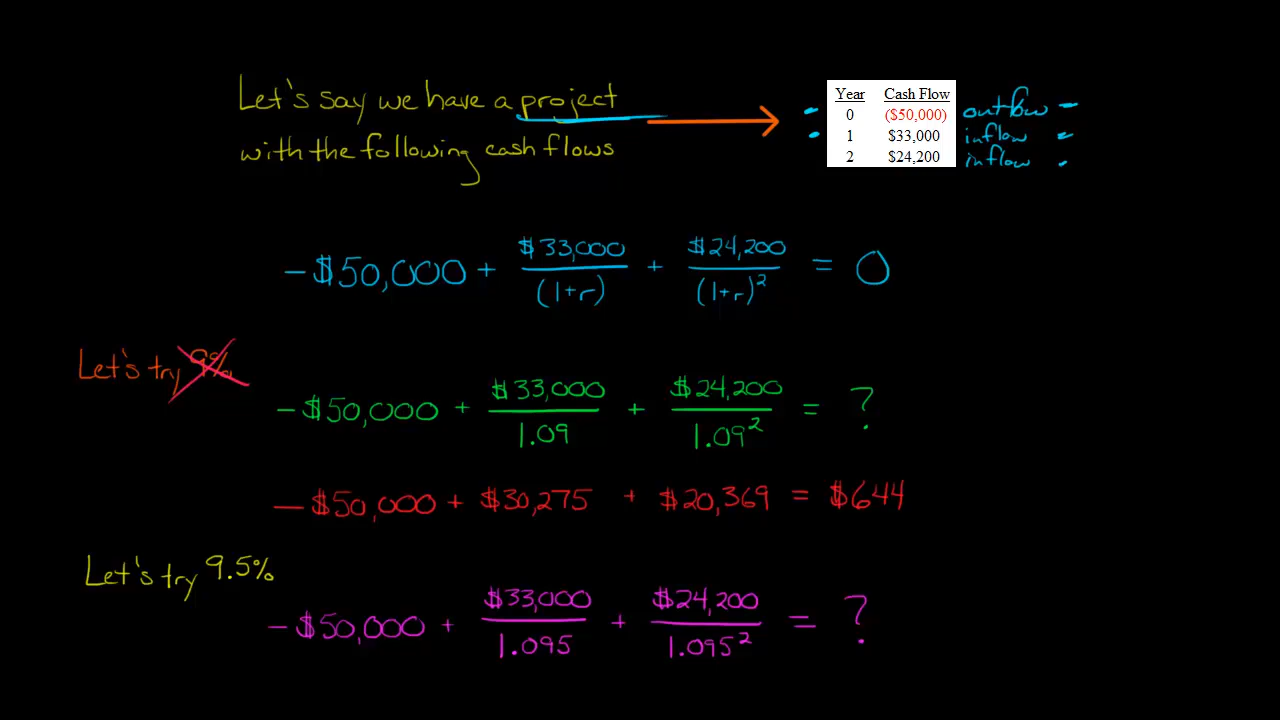 Let's say we have a project
with the following cash flows
Year Cash Flow
0 ($50,000) outflow
1 $33,000 inflow
2 $24,200 inflow
-$50,000 + $33,000/(1+r) + $24,200/(1+r)² = 0
Let's try 9%
-$50,000 + $33,000/1.09 + $24,200/1.09² = ?
-$50,000 + $30,275 + $20,369 = $644
Let's try 9.5%
-$50,000 + $33,000/1.095 + $24,200/1.095² = ?